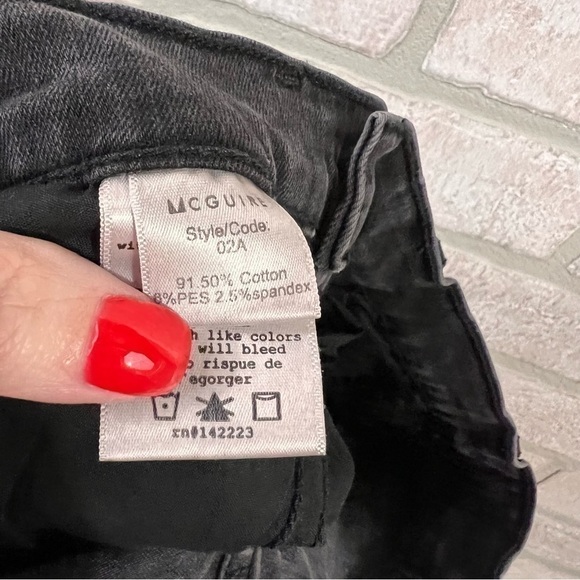 MCGUIRE
Style/Code:
02A
91.50% Cotton
6%PES 2.5%spandex
like colors
will bleed
rispue de
egorger
rn#142223